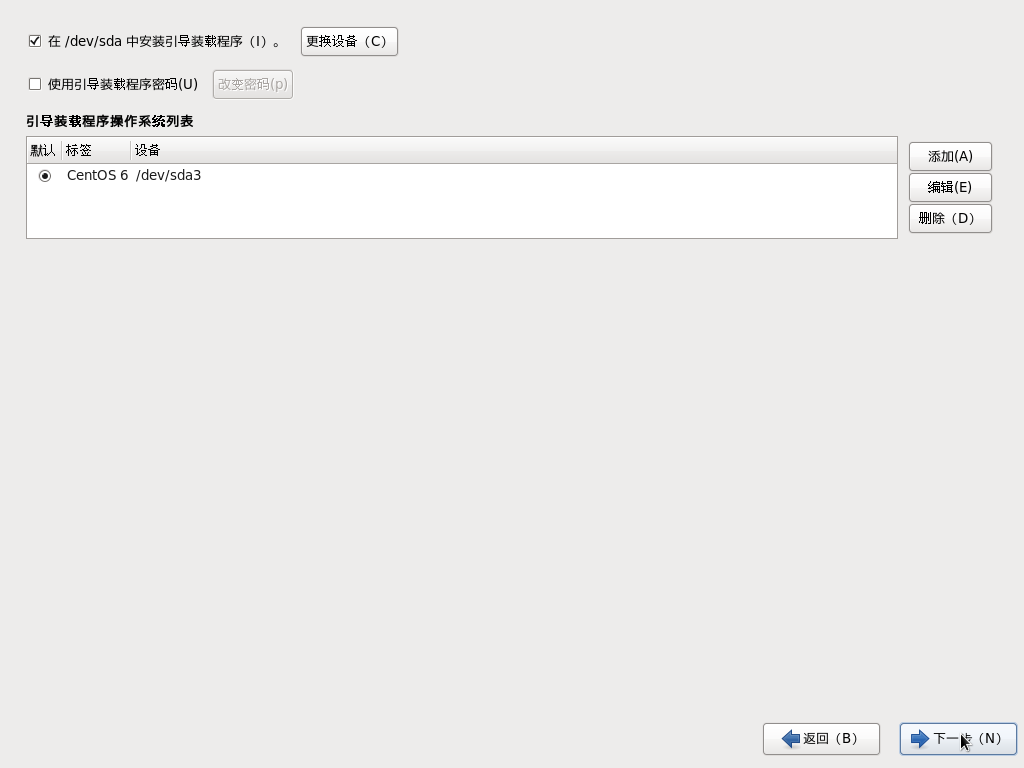 在 /dev/sda 中安装引导装载程序（I）。 更换设备（C）
使用引导装载程序密码(U) 改变密码(p)
引导装载程序操作系统列表
默认 标签 设备
CentOS 6 /dev/sda3
添加(A)
编辑(E)
删除（D）
返回（B） 下一步（N）